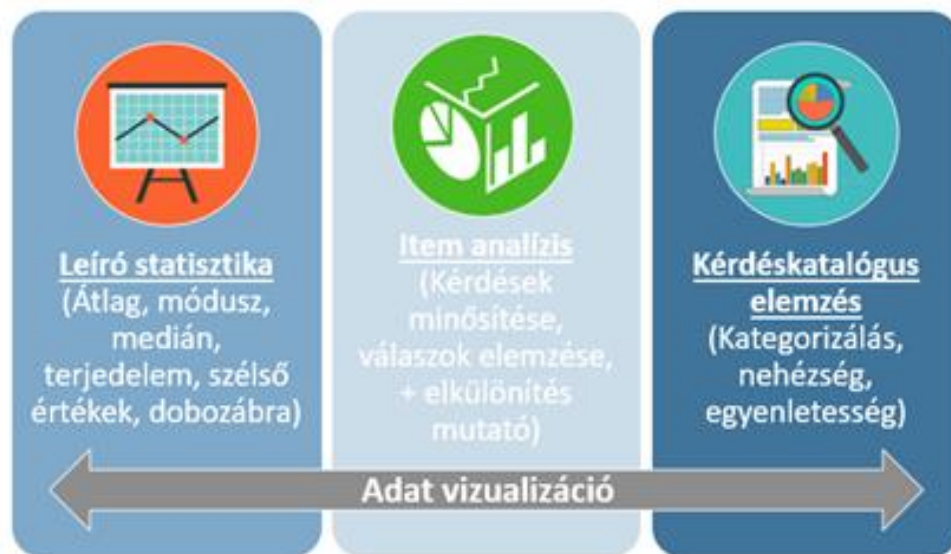 Leíró statisztika
(Átlag, módusz,
medián,
terjedelem, szélső
értékek, dobozábra)
Item analízis
(Kérdések
minősítése,
válaszok elemzése,
+ elkülönítés
mutató)
Kérdéskatalógus
elemzés
(Kategorizálás,
nehézség,
egyenletesség)
Adat vizualizáció